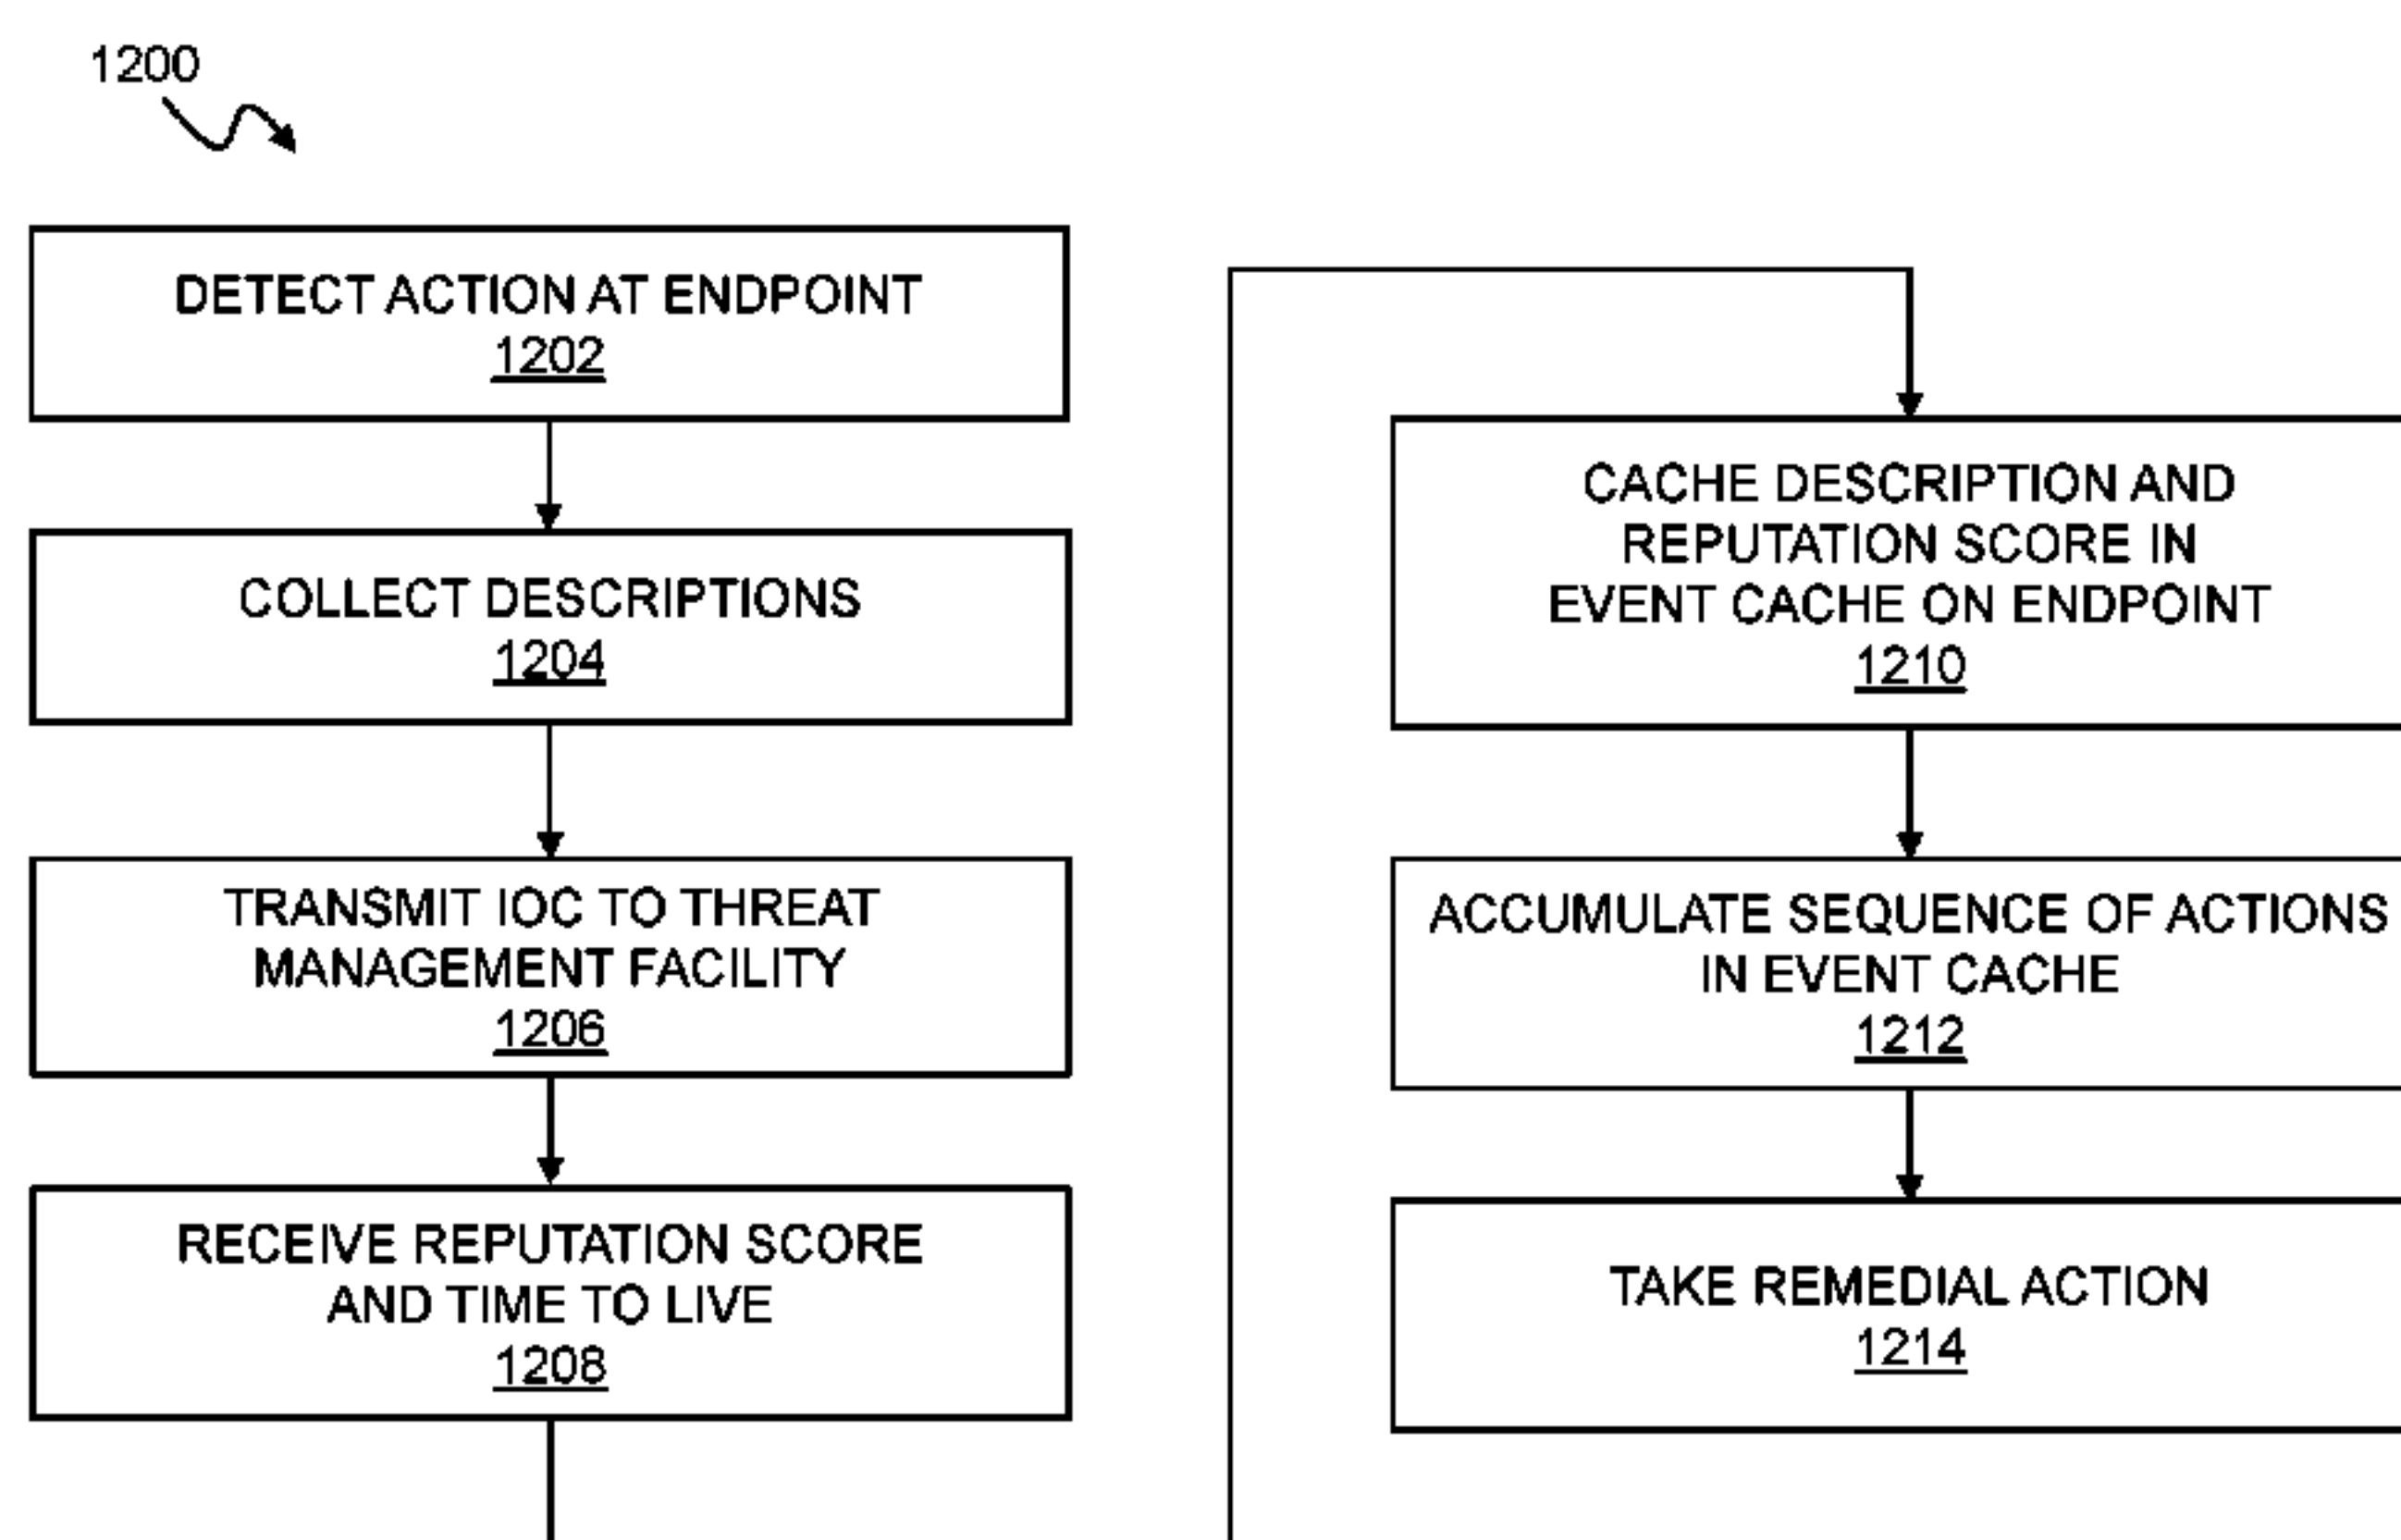 1200
DETECT ACTION AT ENDPOINT
1202
COLLECT DESCRIPTIONS
1204
TRANSMIT IOC TO THREAT
MANAGEMENT FACILITY
1206
RECEIVE REPUTATION SCORE
AND TIME TO LIVE
1208
CACHE DESCRIPTION AND
REPUTATION SCORE IN
EVENT CACHE ON ENDPOINT
1210
ACCUMULATE SEQUENCE OF ACTIONS
IN EVENT CACHE
1212
TAKE REMEDIAL ACTION
1214